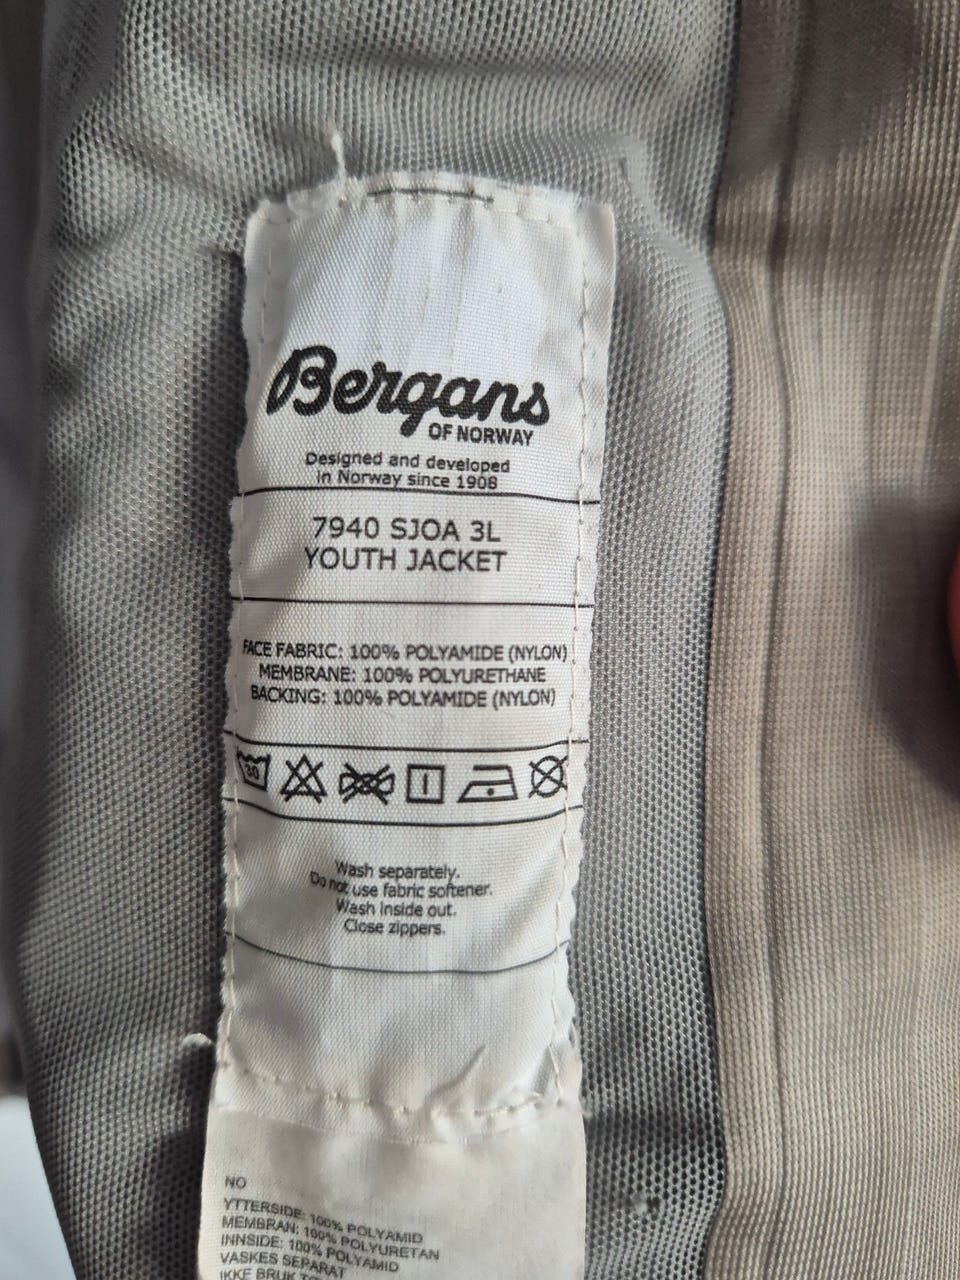 Bergans
OF NORWAY
Designed and developed
in Norway since 1908
7940 SJOA 3L
YOUTH JACKET
FACE FABRIC: 100% POLYAMIDE (NYLON)
MEMBRANE: 100% POLYURETHANE
BACKING: 100% POLYAMIDE (NYLON)
30
Wash separately.
Do not use fabric softener.
Wash inside out.
Close zippers.
NO
YTTERSIDE: 100% POLYAMID
MEMBRAN: 100% POLYURETAN
INNSIDE: 100% POLYAMID
VASKES SEPARAT
IKKE BRUK